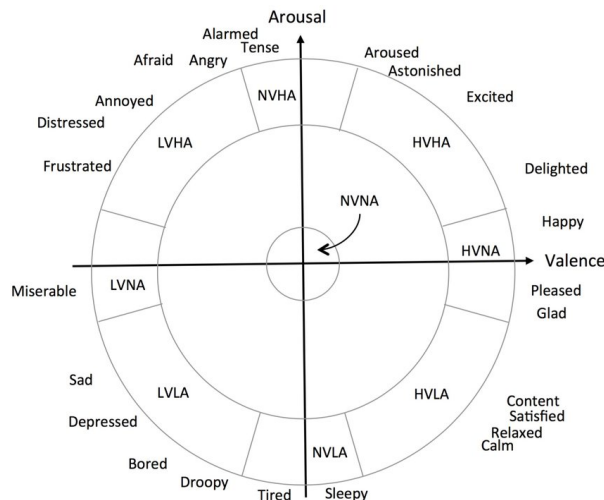 Arousal
Alarmed
Tense
Aroused
Afraid
Angry
Astonished
Annoyed
NVHA
Excited
Distressed
LVHA
HVHA
Frustrated
Delighted
NVNA
Happy
HVNA
Valence
Miserable
LVNA
Pleased
Glad
Sad
LVLA
HVLA
Content
Satisfied
Depressed
Relaxed
Calm
NVLA
Bored
Droopy
Tired
Sleepy